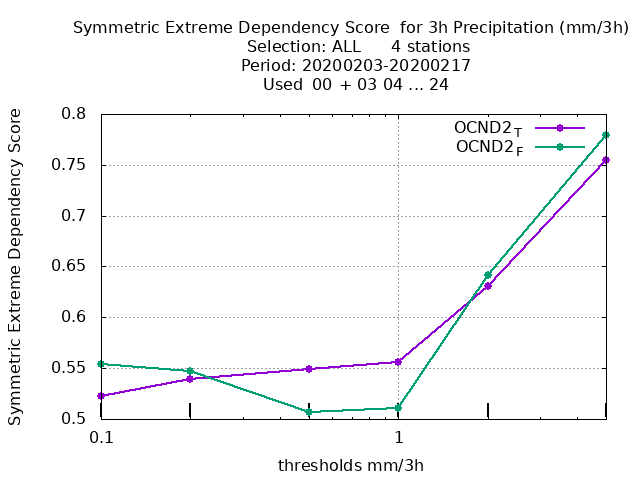 Symmetric Extreme Dependency Score  for 3h Precipitation (mm/3h)
Selection: ALL      4 stations
Period: 20200203-20200217
Used  00 + 03 04 ... 24
Symmetric Extreme Dependency Score
0.8
0.75
0.7
0.65
0.6
0.55
0.5
OCND2T
OCND2F
0.1
1
thresholds mm/3h